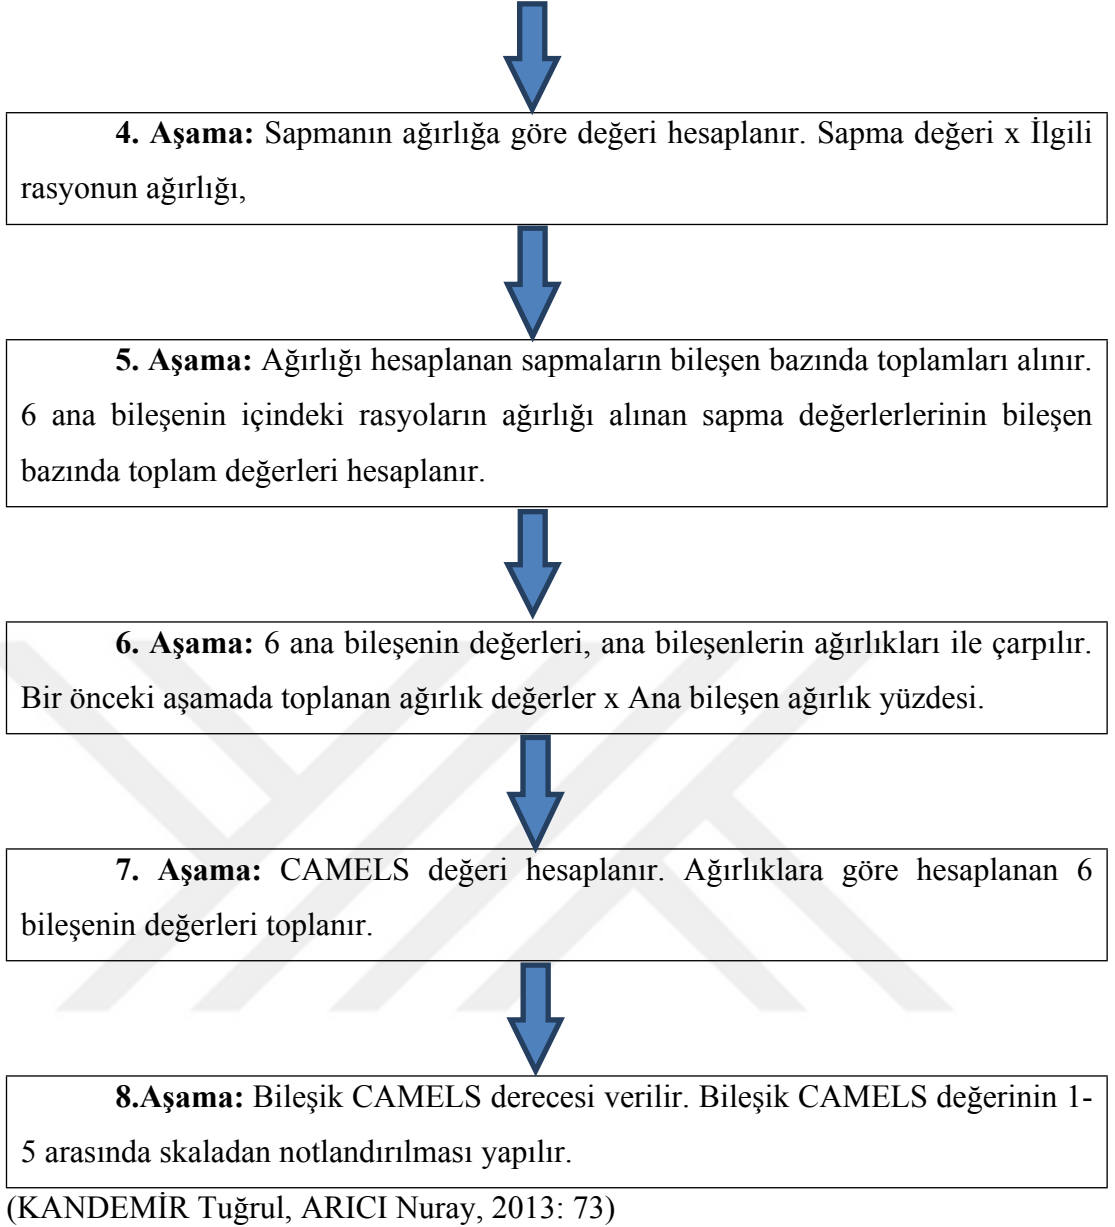 4. Aşama: Sapmanın ağırlığa göre değeri hesaplanır. Sapma değeri x İlgili
rasyonun ağırlığı,
5. Aşama: Ağırlığı hesaplanan sapmaların bileşen bazında toplamları alınır.
6 ana bileşenin içindeki rasyoların ağırlığı alınan sapma değerlerlerinin bileşen
bazında toplam değerleri hesaplanır.
6. Aşama: 6 ana bileşenin değerleri, ana bileşenlerin ağırlıkları ile çarpılır.
Bir önceki aşamada toplanan ağırlık değerler x Ana bileşen ağırlık yüzdesi.
7. Aşama: CAMELS değeri hesaplanır. Ağırlıklara göre hesaplanan 6
bileşenin değerleri toplanır.
8.Aşama: Bileşik CAMELS derecesi verilir. Bileşik CAMELS değerinin 1-
5 arasında skaladan notlandırılması yapılır.
(KANDEMİR Tuğrul, ARICI Nuray, 2013: 73)